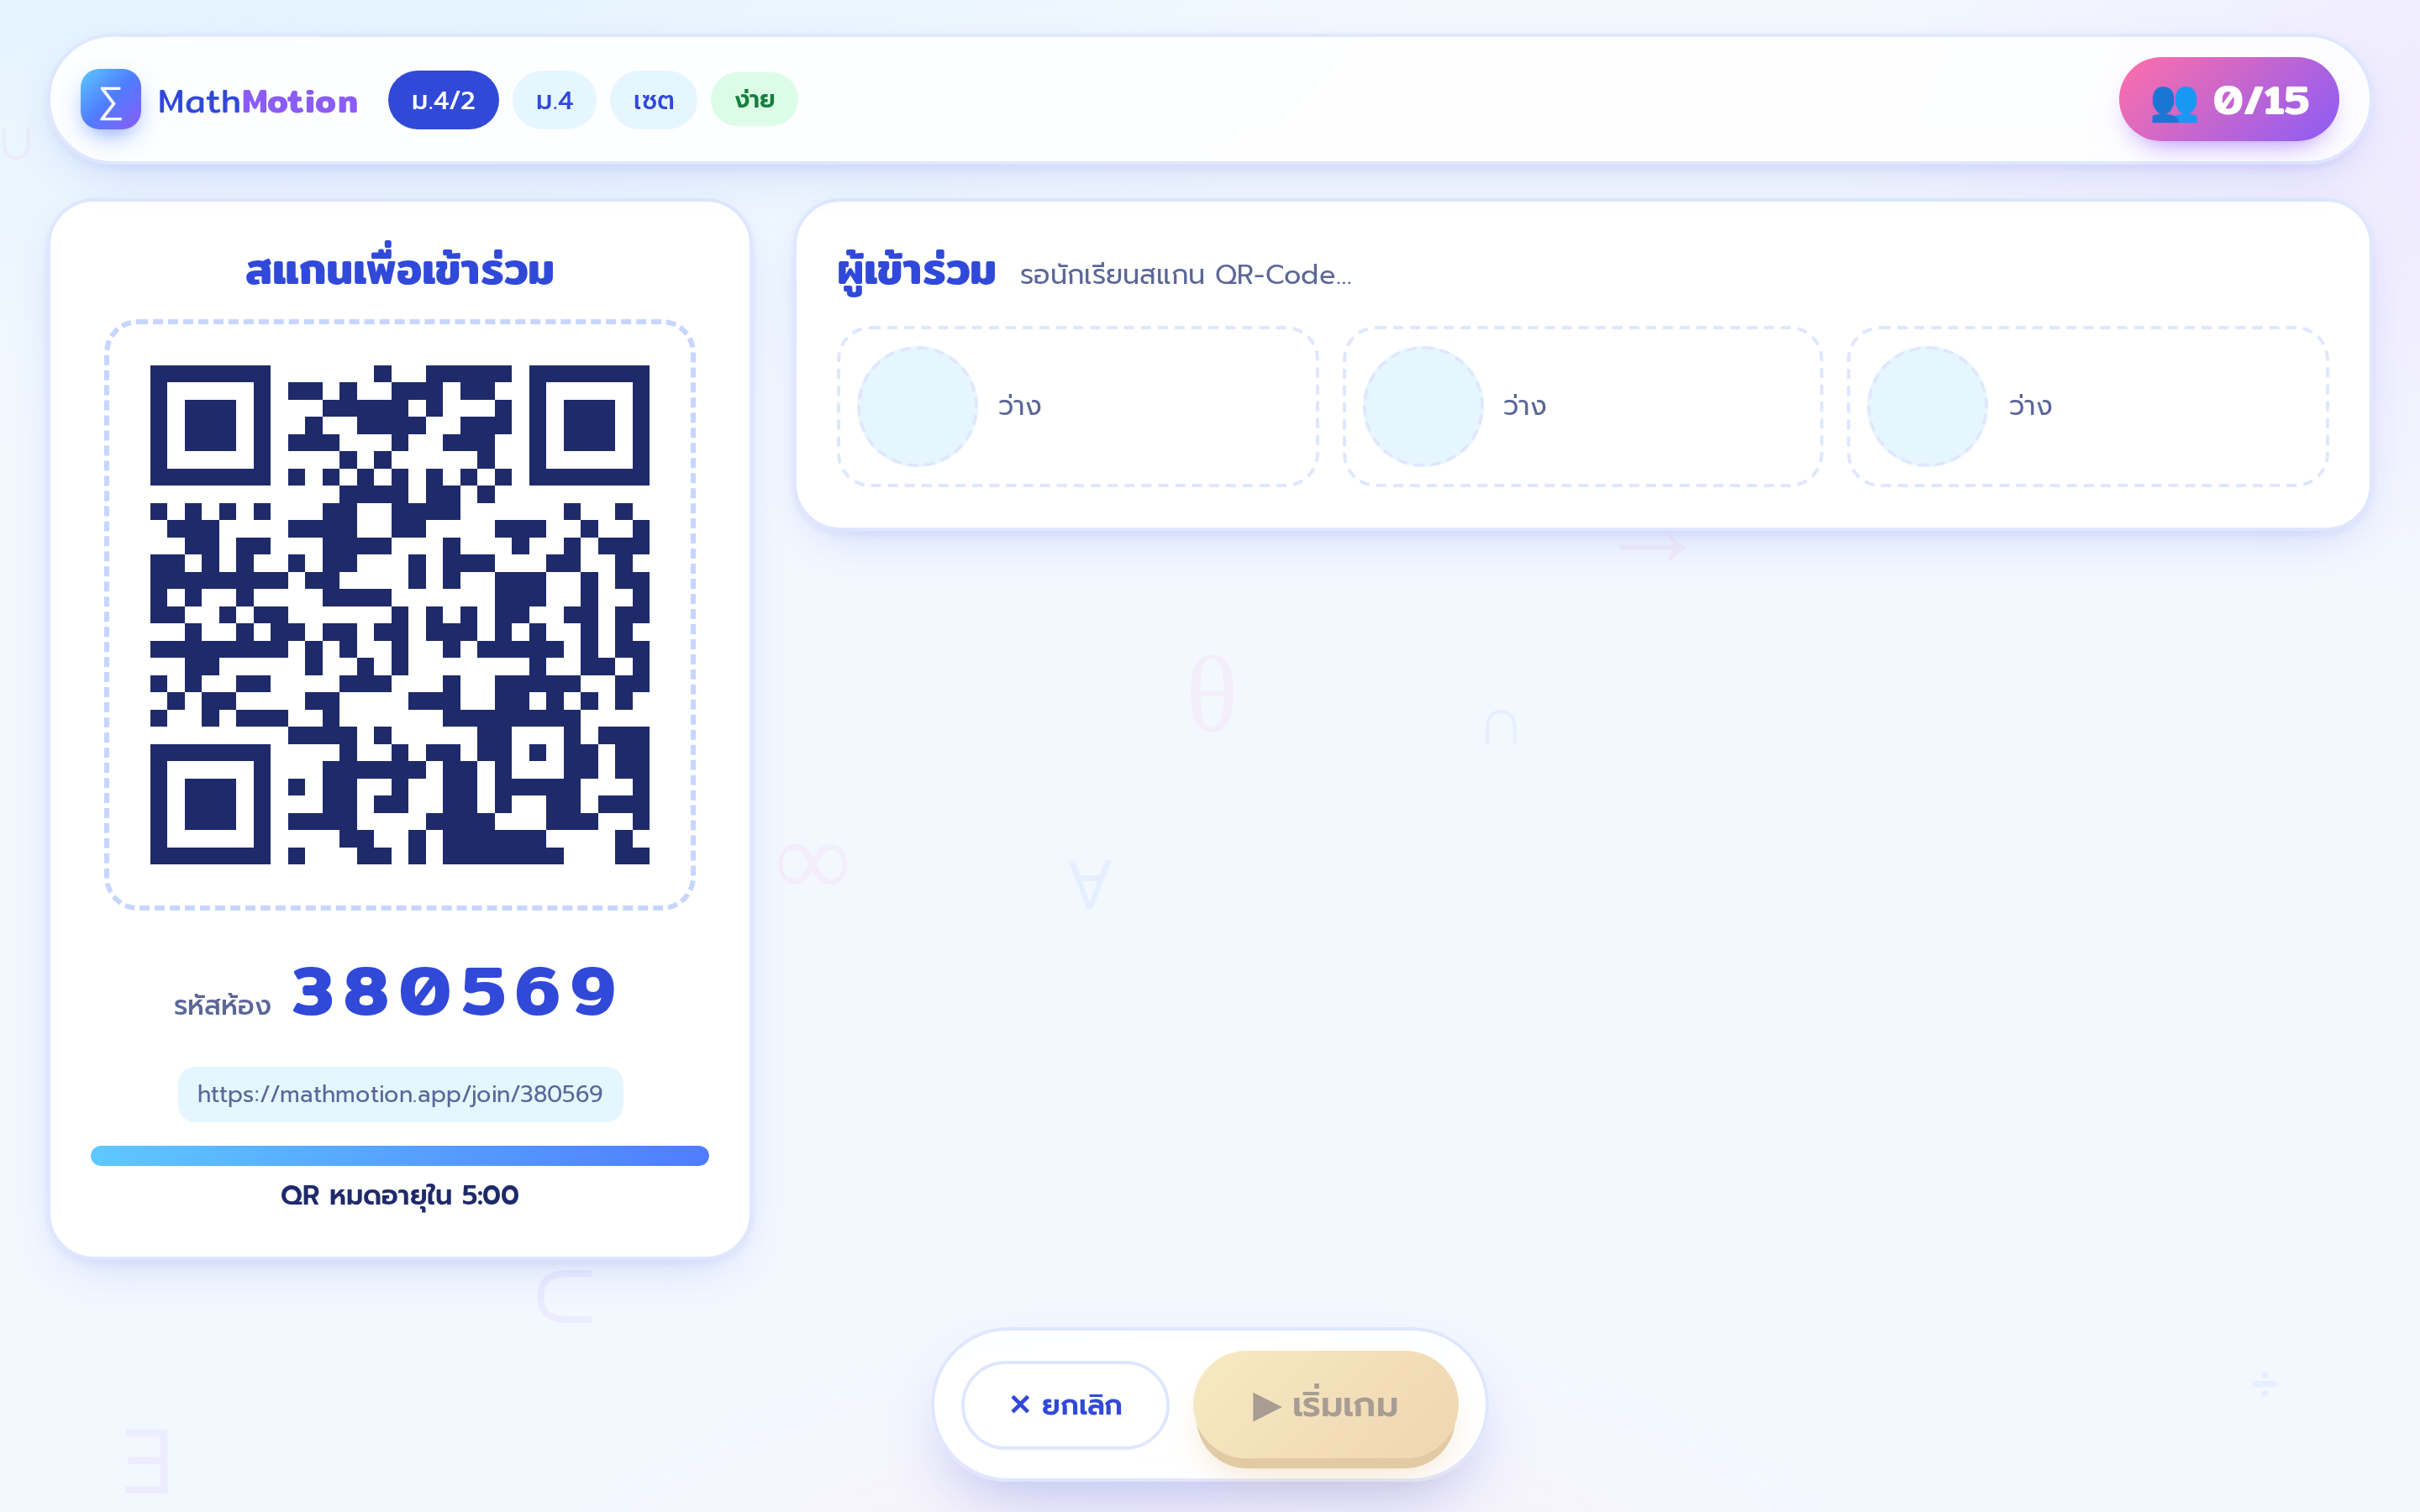 ∑ MathMotion ม.4/2 ม.4 เซต ง่าย 👥 0/15
สแกนเพื่อเข้าร่วม
รหัสห้อง 380569
https://mathmotion.app/join/380569
QR หมดอายุใน 5:00
ผู้เข้าร่วม รอนักเรียนสแกน QR-Code...
ว่าง ว่าง ว่าง
∪
→
θ
∩
∞
∀
⊂
÷
∃
✕ ยกเลิก ▶ เริ่มเกม